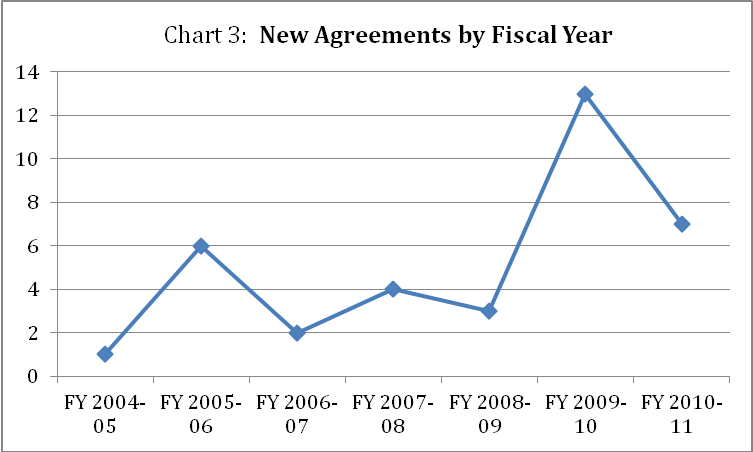 Chart 3:  New Agreements by Fiscal Year
14
12
10
8
6
4
2
0
FY 2004-
05
FY 2005-
06
FY 2006-
07
FY 2007-
08
FY 2008-
09
FY 2009-
10
FY 2010-
11